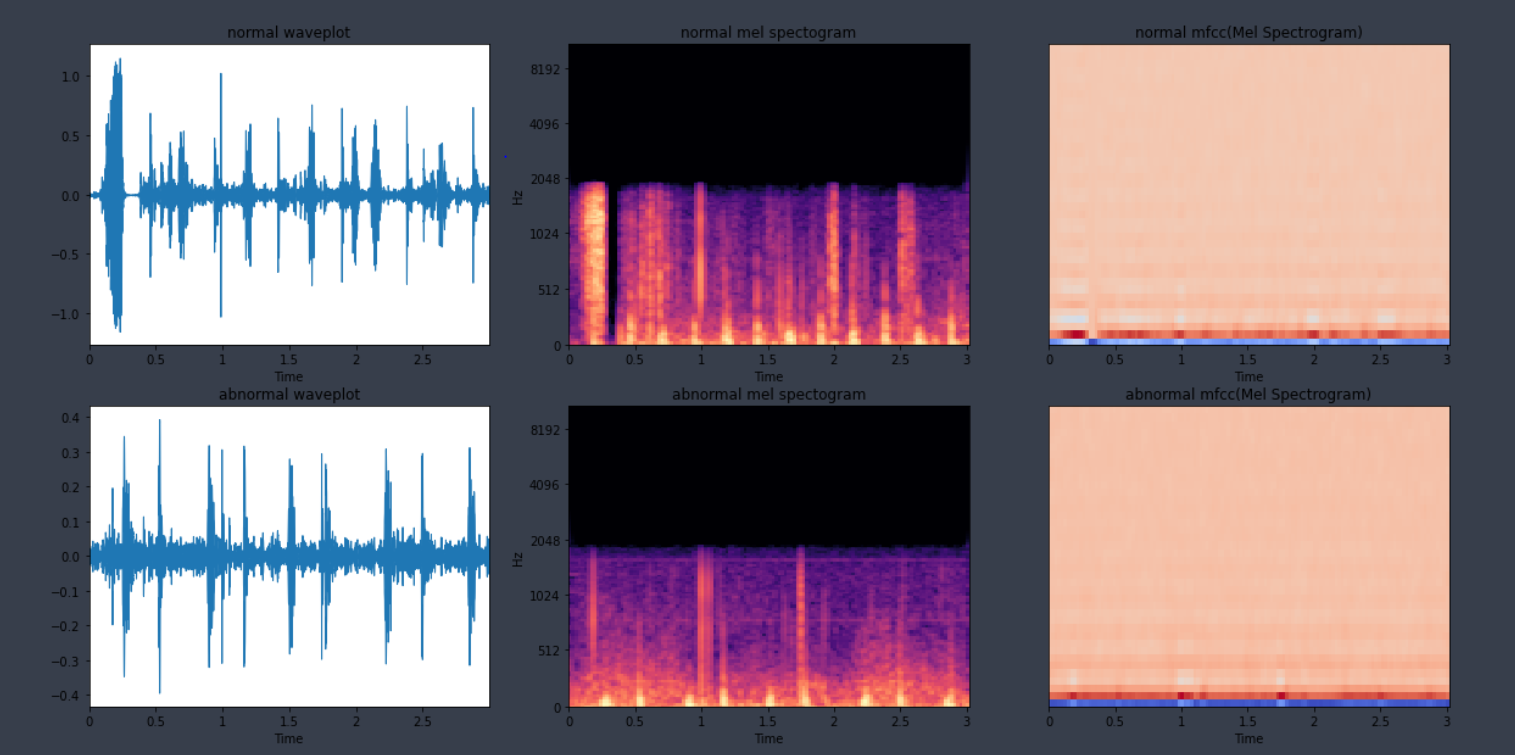 normal waveplot
1.0
0.5
0.0
−0.5
−1.0
0 0.5 1 1.5 2 2.5
Time
normal mel spectogram
8192
4096
2048
1024
512
0
Hz
0 0.5 1 1.5 2 2.5 3
Time
normal mfcc(Mel Spectrogram)
0 0.5 1 1.5 2 2.5 3
Time
abnormal waveplot
0.4
0.3
0.2
0.1
0.0
−0.1
−0.2
−0.3
−0.4
0 0.5 1 1.5 2 2.5
Time
abnormal mel spectogram
8192
4096
2048
1024
512
0
Hz
0 0.5 1 1.5 2 2.5 3
Time
abnormal mfcc(Mel Spectrogram)
0 0.5 1 1.5 2 2.5 3
Time